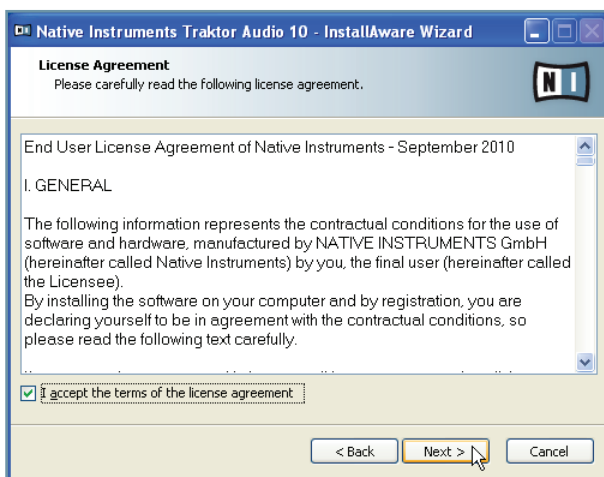 Native Instruments Traktor Audio 10 - InstallAware Wizard
License Agreement
Please carefully read the following license agreement.
N I
End User License Agreement of Native Instruments - September 2010
I. GENERAL
The following information represents the contractual conditions for the use of
software and hardware, manufactured by NATIVE INSTRUMENTS GmbH
(hereinafter called Native Instruments) by you, the final user (hereinafter called
the Licensee).
By installing the software on your computer and by registration, you are
declaring yourself to be in agreement with the contractual conditions, so
please read the following text carefully.
I accept the terms of the license agreement
< Back Next > Cancel